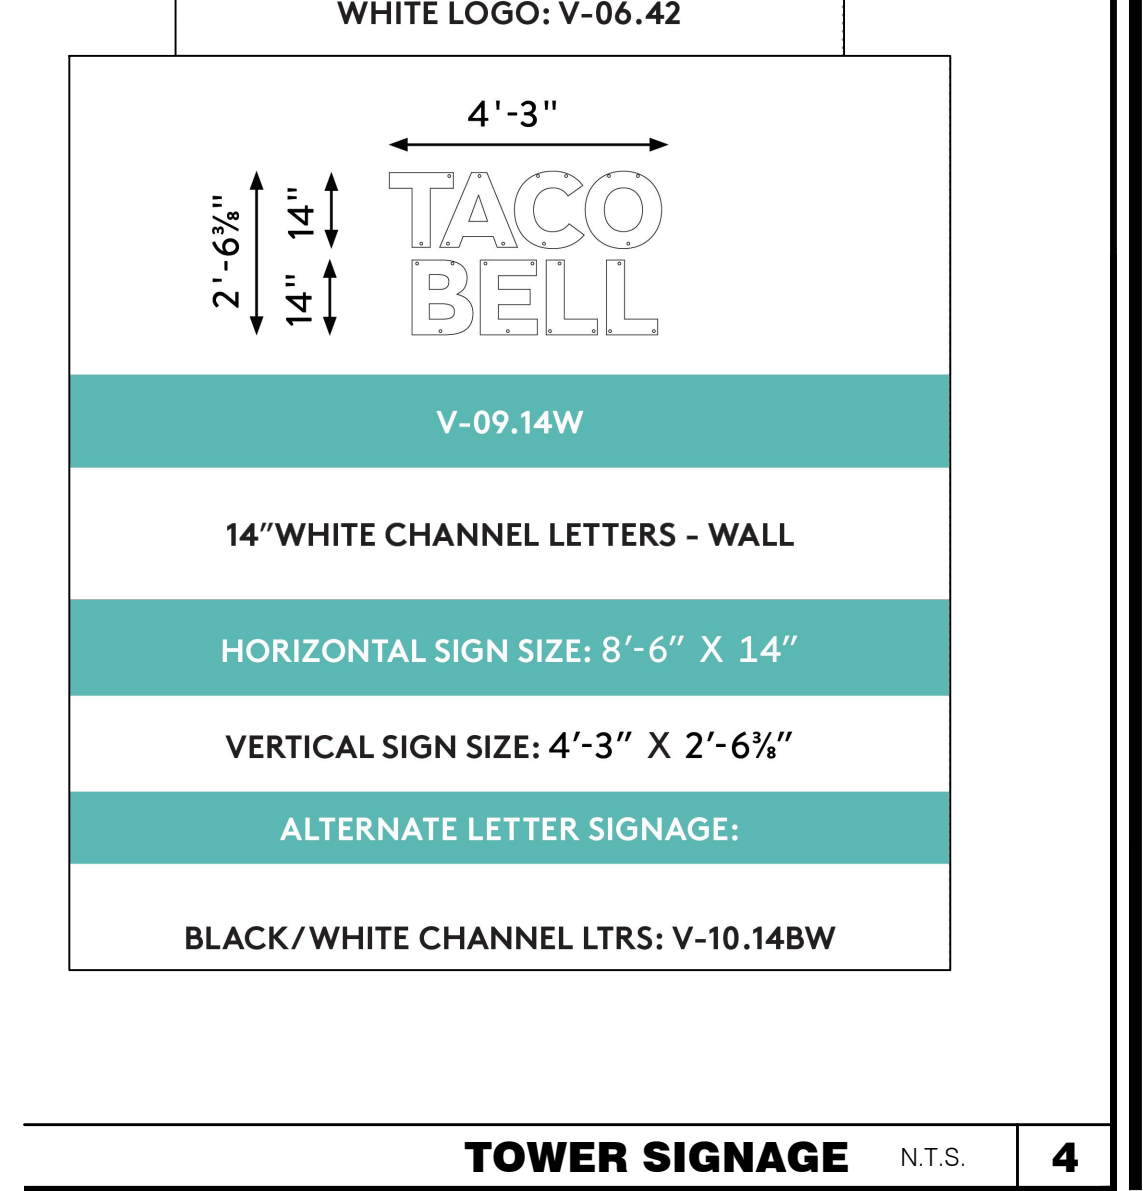 WHITE LOGO: V-06.42
4'-3"
2'-6⅜"
14"
14"
TACO
BELL
V-09.14W
14”WHITE CHANNEL LETTERS - WALL
HORIZONTAL SIGN SIZE: 8’-6” X 14”
VERTICAL SIGN SIZE: 4’-3” X 2’-6⅜”
ALTERNATE LETTER SIGNAGE:
BLACK/WHITE CHANNEL LTRS: V-10.14BW
TOWER SIGNAGE N.T.S. 4